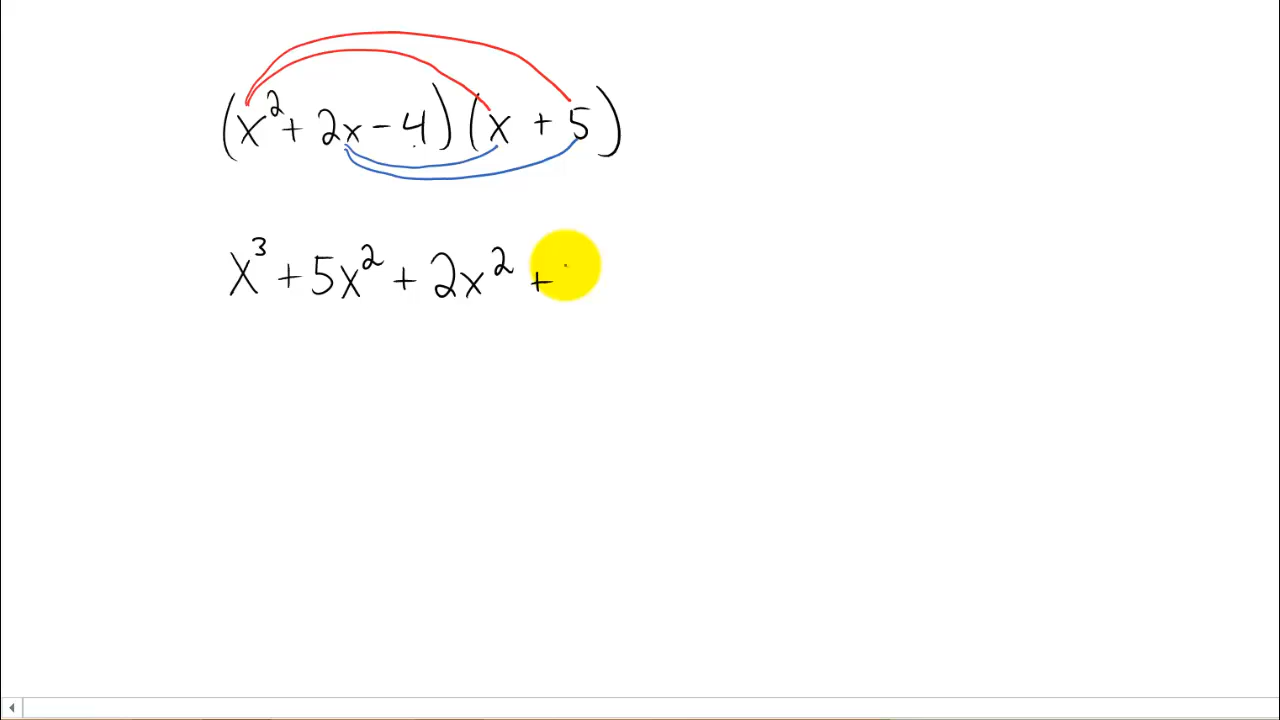 (x² + 2x - 4)(x + 5)
x³ + 5x² + 2x² +